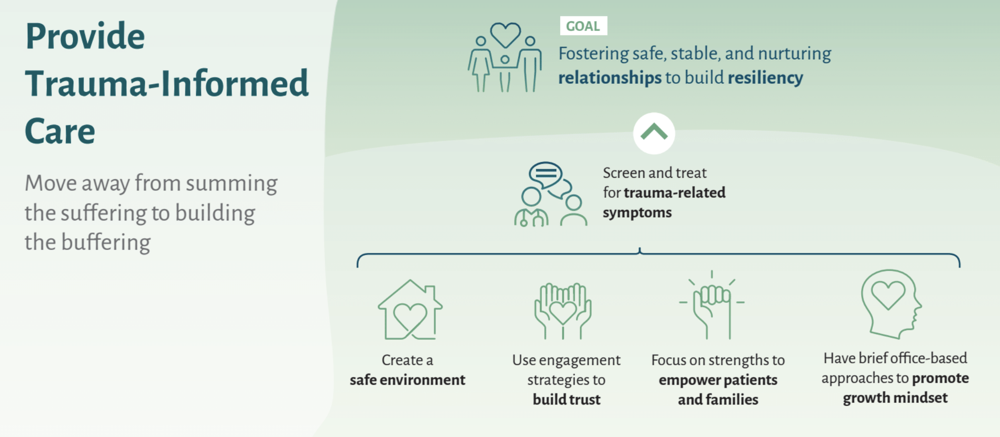 Provide
Trauma-Informed
Care
Move away from summing
the suffering to building
the buffering
GOAL
Fostering safe, stable, and nurturing
relationships to build resiliency
Screen and treat
for trauma-related
symptoms
Create a
safe environment
Use engagement
strategies to
build trust
Focus on strengths to
empower patients
and families
Have brief office-based
approaches to promote
growth mindset